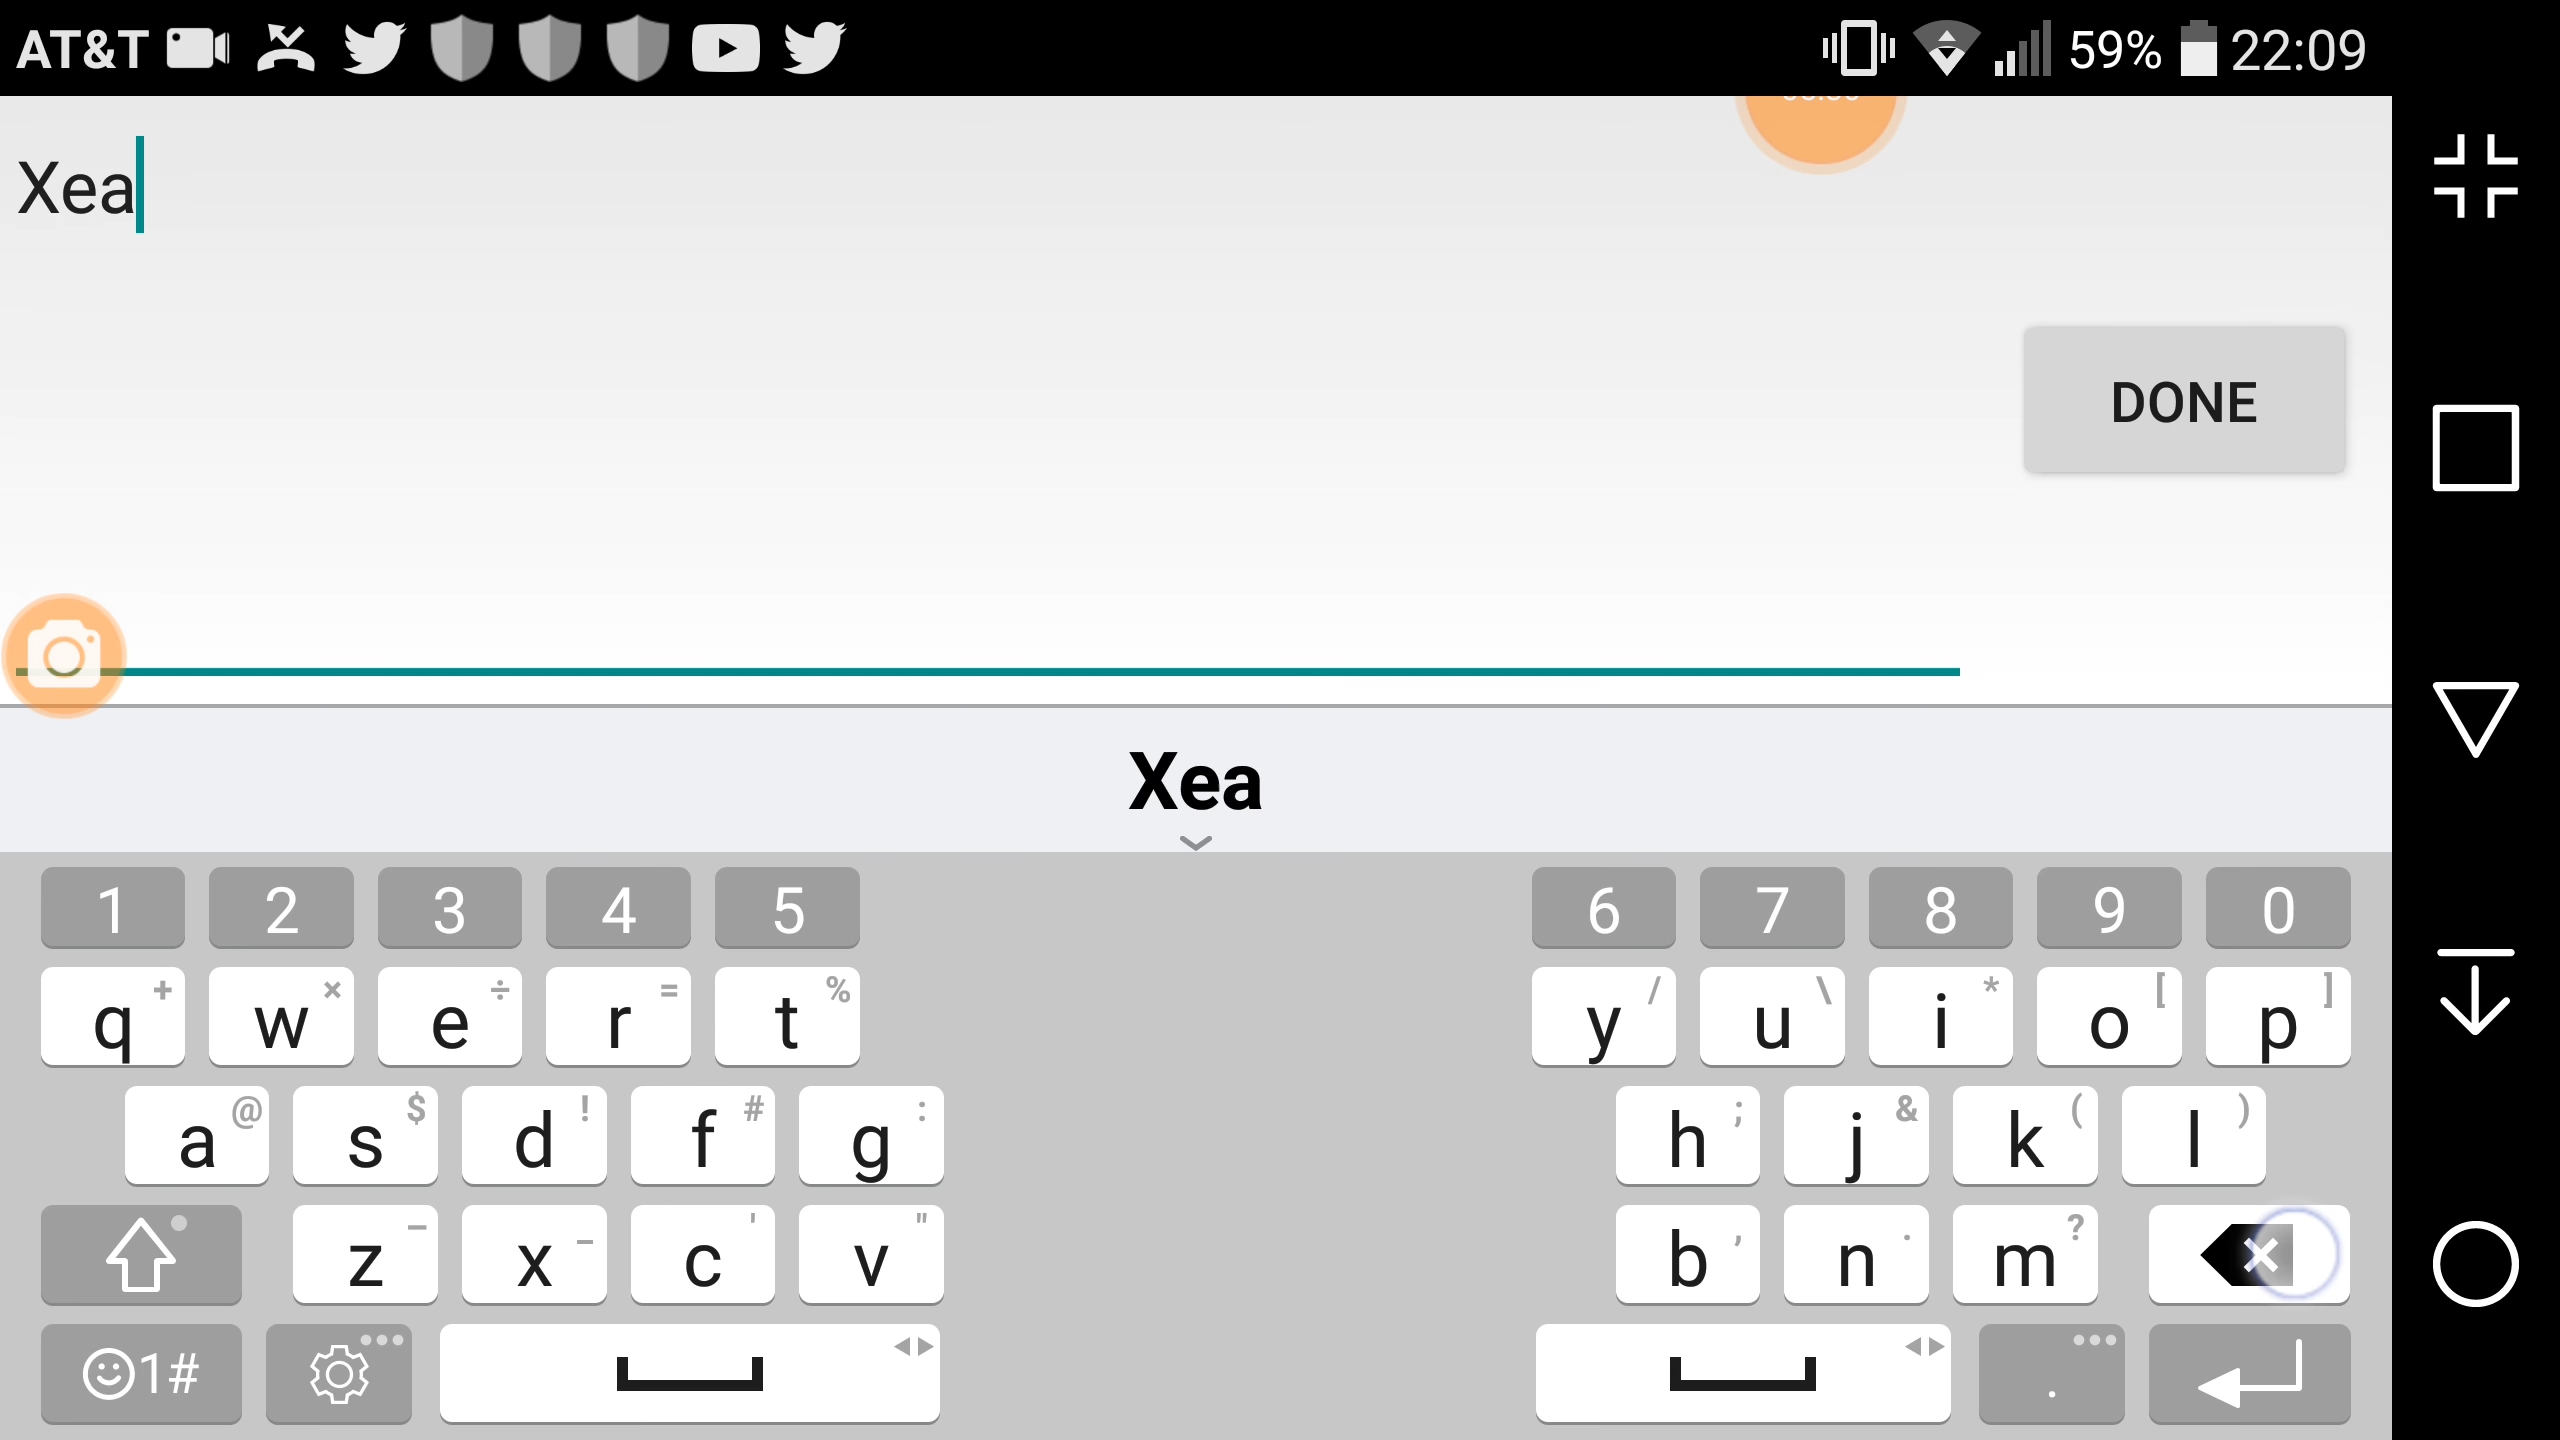 AT&T 59% 22:09
Xea
DONE
Xea
1 2 3 4 5 6 7 8 9 0
q + w × e ÷ r = t % y / u \ i * o [ p ]
a @ s $ d ! f # g : h ; j & k ( l )
z – x _ c ' v " b , n . m ?
1# .